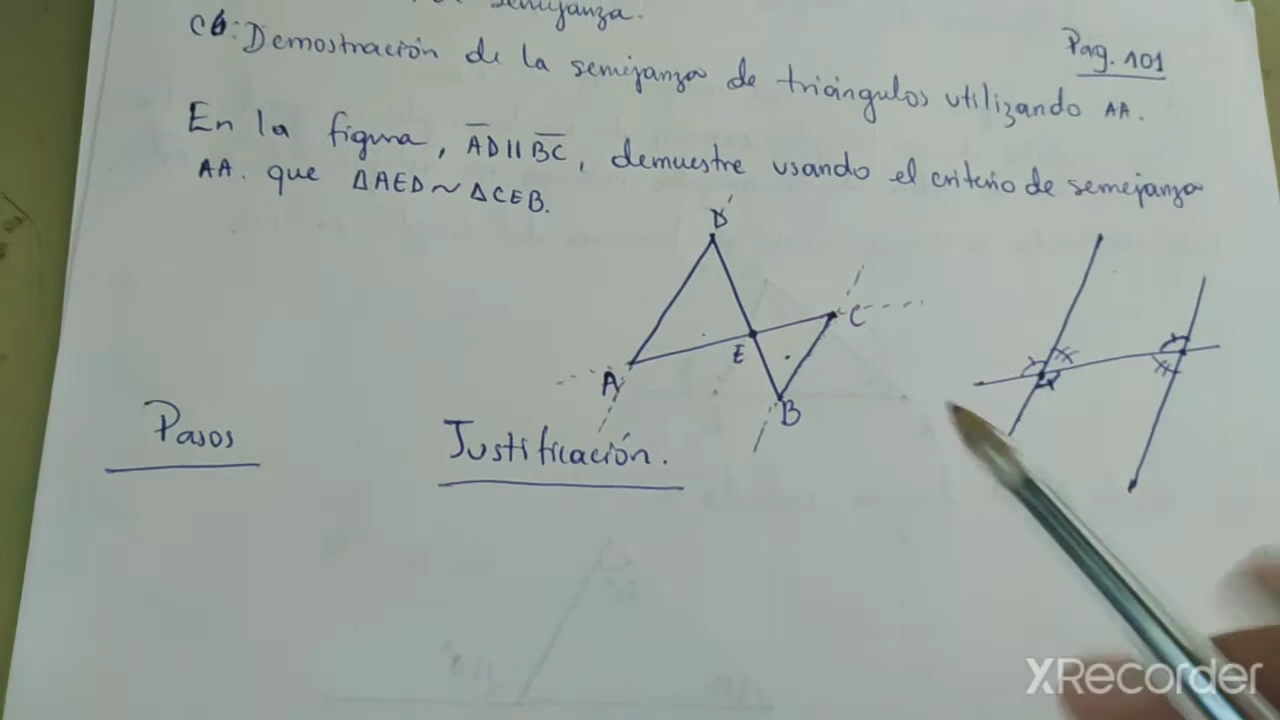 semejanza.
C6: Demostración de la semejanza de triángulos utilizando AA.
Pag. 101
En la figura, AD || BC, demuestre usando el criterio de semejanza
AA. que ΔAED ~ ΔCEB.
D
C
E
A
B
Pasos
Justificación.
XRecorder